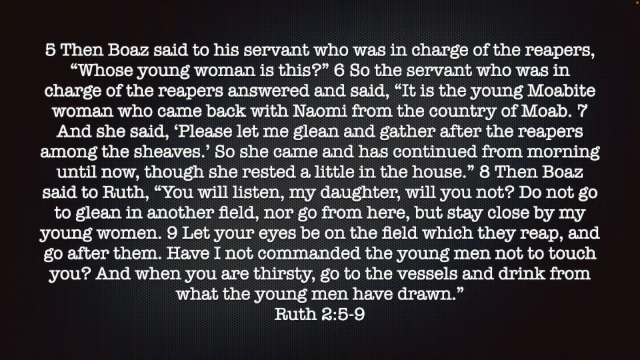 5 Then Boaz said to his servant who was in charge of the reapers,
“Whose young woman is this?” 6 So the servant who was in
charge of the reapers answered and said, “It is the young Moabite
woman who came back with Naomi from the country of Moab. 7
And she said, ‘Please let me glean and gather after the reapers
among the sheaves.’ So she came and has continued from morning
until now, though she rested a little in the house.” 8 Then Boaz
said to Ruth, “You will listen, my daughter, will you not? Do not go
to glean in another field, nor go from here, but stay close by my
young women. 9 Let your eyes be on the field which they reap, and
go after them. Have I not commanded the young men not to touch
you? And when you are thirsty, go to the vessels and drink from
what the young men have drawn.”
Ruth 2:5-9